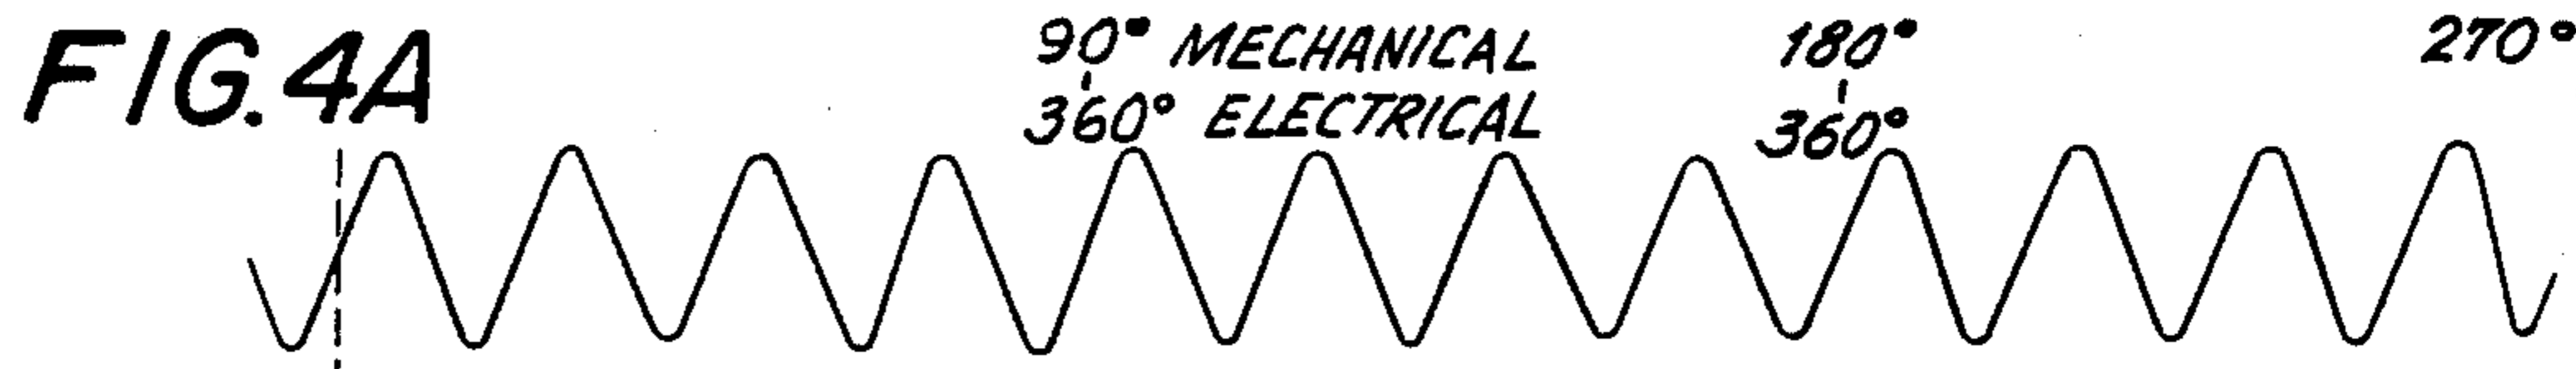 FIG.4A
90° MECHANICAL 180° 270°
360° ELECTRICAL 360°